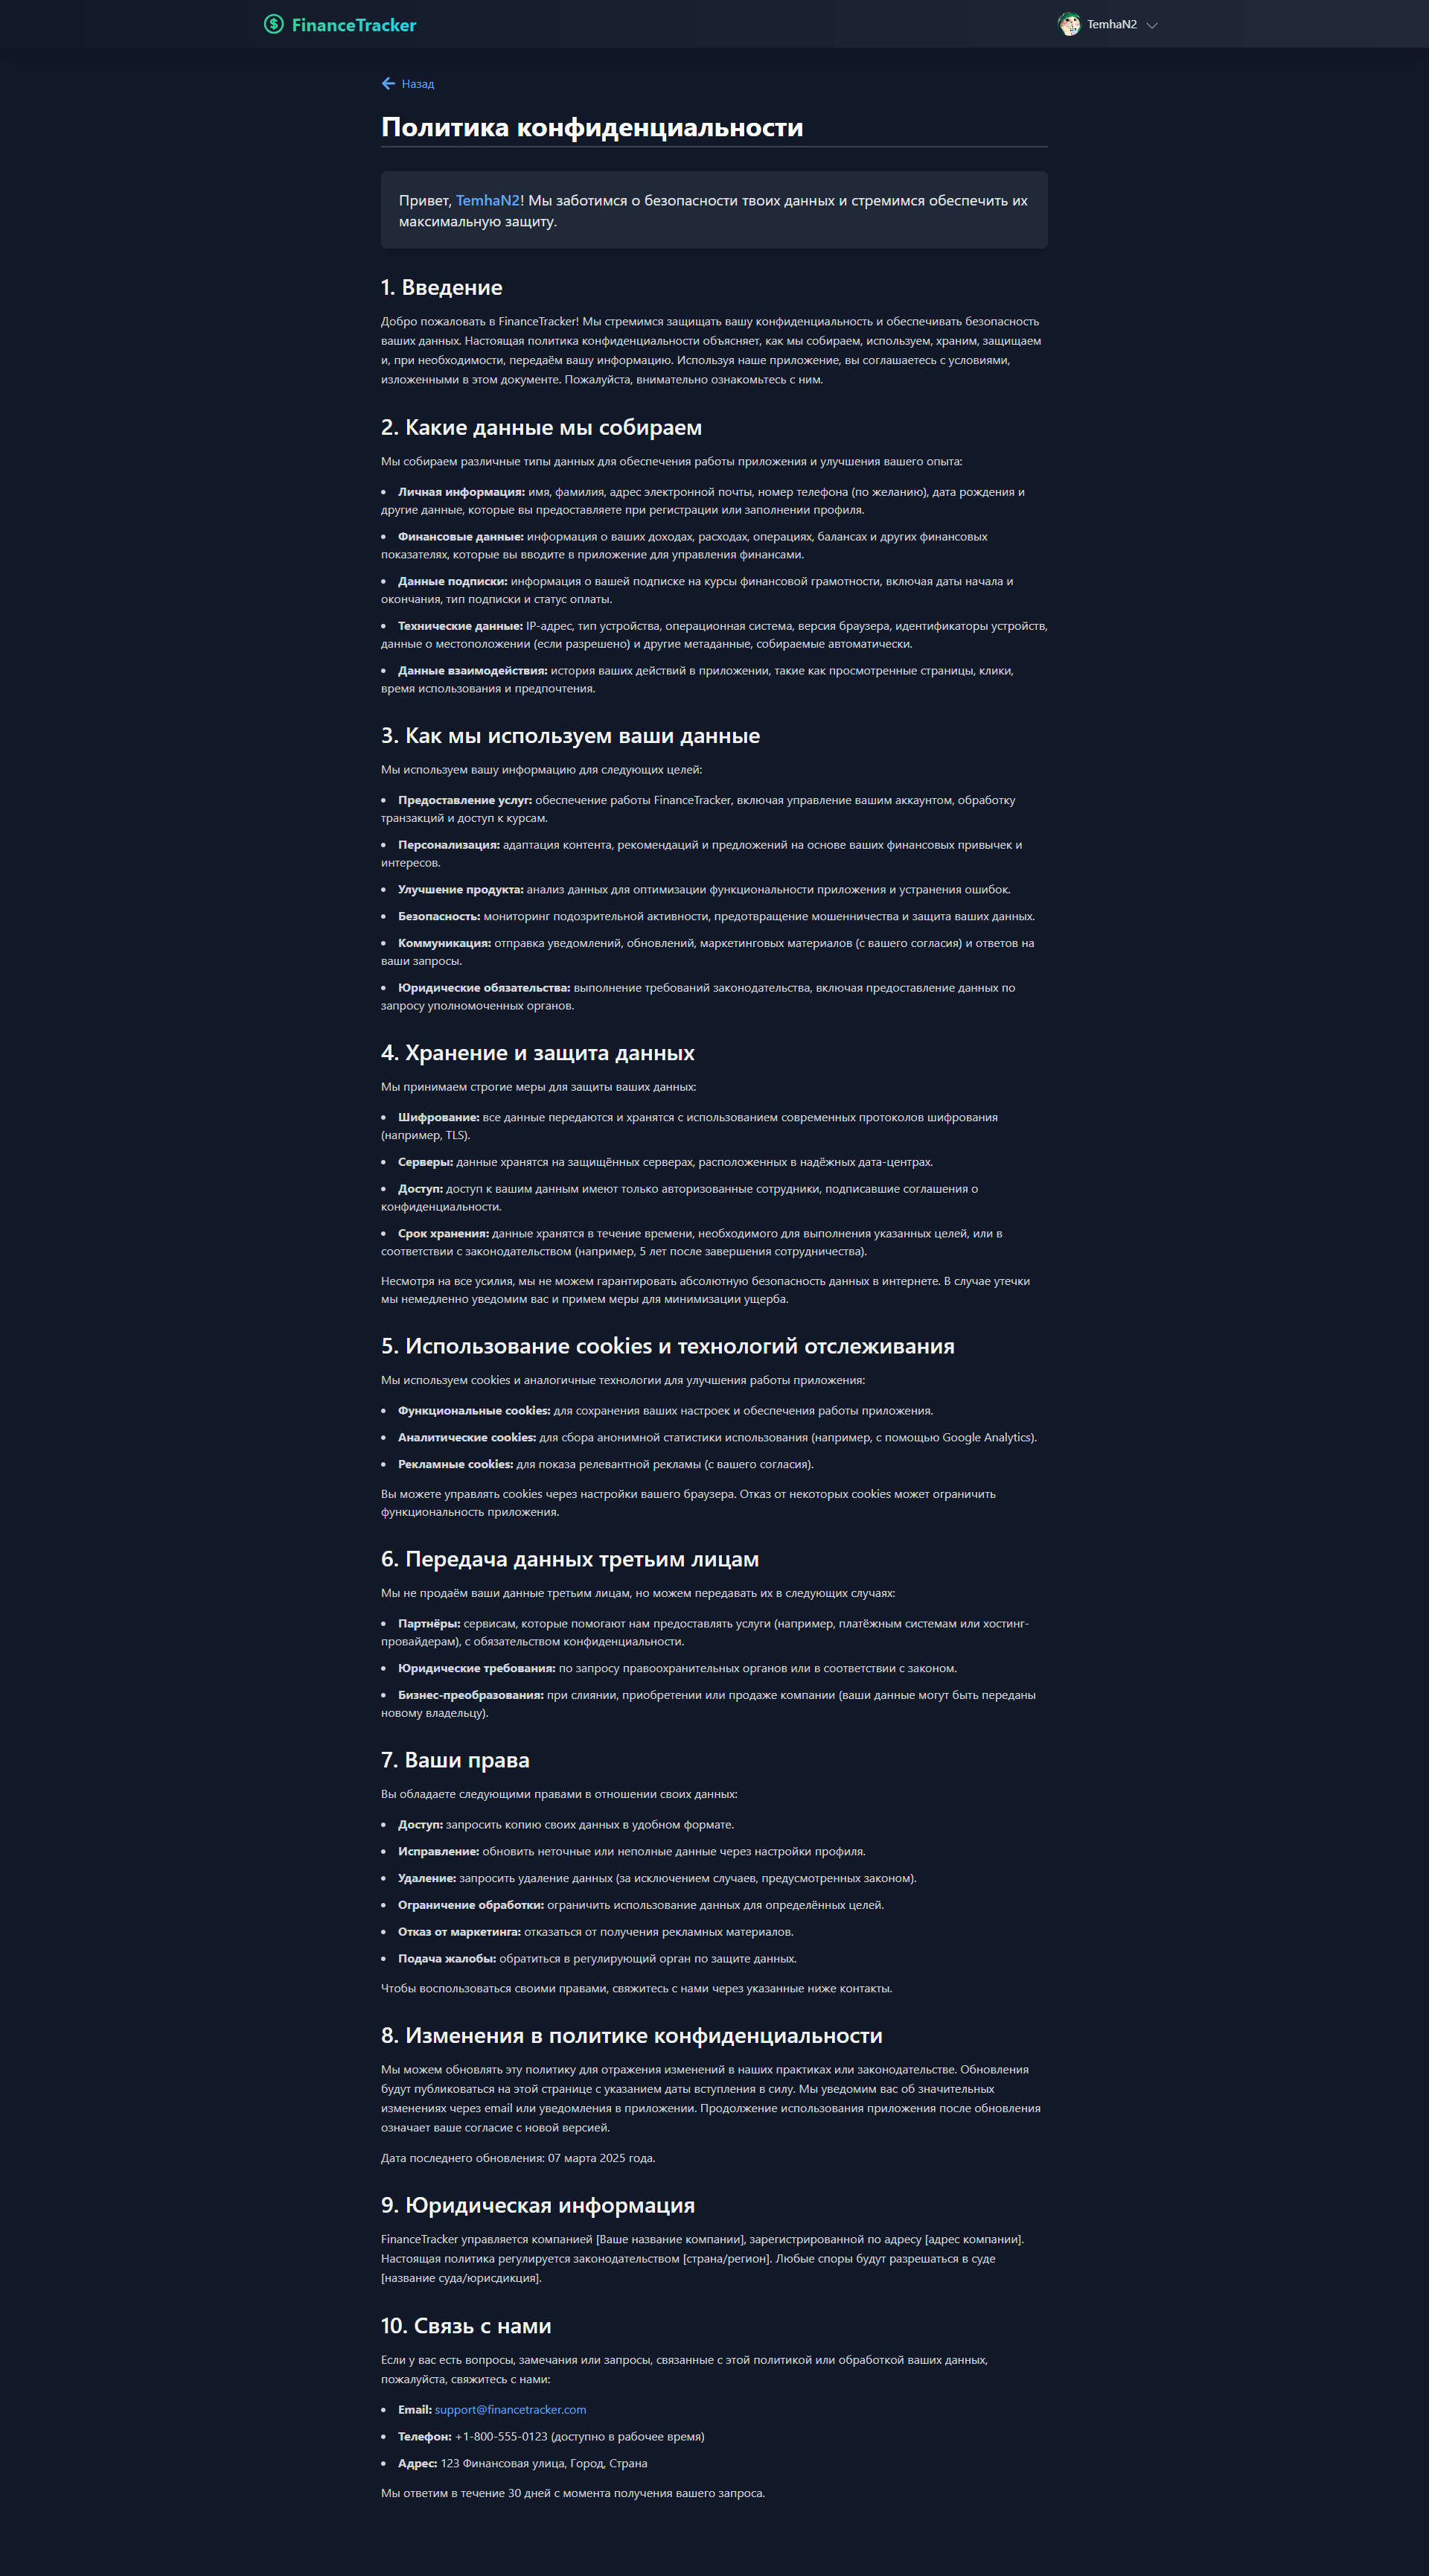 FinanceTracker
TemhaN2
Назад
Политика конфиденциальности
Привет, TemhaN2! Мы заботимся о безопасности твоих данных и стремимся обеспечить их
максимальную защиту.
1. Введение
Добро пожаловать в FinanceTracker! Мы стремимся защищать вашу конфиденциальность и обеспечивать безопасность
ваших данных. Настоящая политика конфиденциальности объясняет, как мы собираем, используем, храним, защищаем
и, при необходимости, передаём вашу информацию. Используя наше приложение, вы соглашаетесь с условиями,
изложенными в этом документе. Пожалуйста, внимательно ознакомьтесь с ним.
2. Какие данные мы собираем
Мы собираем различные типы данных для обеспечения работы приложения и улучшения вашего опыта:
• Личная информация: имя, фамилия, адрес электронной почты, номер телефона (по желанию), дата рождения и
другие данные, которые вы предоставляете при регистрации или заполнении профиля.
• Финансовые данные: информация о ваших доходах, расходах, операциях, балансах и других финансовых
показателях, которые вы вводите в приложение для управления финансами.
• Данные подписки: информация о вашей подписке на курсы финансовой грамотности, включая даты начала и
окончания, тип подписки и статус оплаты.
• Технические данные: IP-адрес, тип устройства, операционная система, версия браузера, идентификаторы устройств,
данные о местоположении (если разрешено) и другие метаданные, собираемые автоматически.
• Данные взаимодействия: история ваших действий в приложении, такие как просмотренные страницы, клики,
время использования и предпочтения.
3. Как мы используем ваши данные
Мы используем вашу информацию для следующих целей:
• Предоставление услуг: обеспечение работы FinanceTracker, включая управление вашим аккаунтом, обработку
транзакций и доступ к курсам.
• Персонализация: адаптация контента, рекомендаций и предложений на основе ваших финансовых привычек и
интересов.
• Улучшение продукта: анализ данных для оптимизации функциональности приложения и устранения ошибок.
• Безопасность: мониторинг подозрительной активности, предотвращение мошенничества и защита ваших данных.
• Коммуникация: отправка уведомлений, обновлений, маркетинговых материалов (с вашего согласия) и ответов на
ваши запросы.
• Юридические обязательства: выполнение требований законодательства, включая предоставление данных по
запросу уполномоченных органов.
4. Хранение и защита данных
Мы принимаем строгие меры для защиты ваших данных:
• Шифрование: все данные передаются и хранятся с использованием современных протоколов шифрования
(например, TLS).
• Серверы: данные хранятся на защищённых серверах, расположенных в надёжных дата-центрах.
• Доступ: доступ к вашим данным имеют только авторизованные сотрудники, подписавшие соглашения о
конфиденциальности.
• Срок хранения: данные хранятся в течение времени, необходимого для выполнения указанных целей, или в
соответствии с законодательством (например, 5 лет после завершения сотрудничества).
Несмотря на все усилия, мы не можем гарантировать абсолютную безопасность данных в интернете. В случае утечки
мы немедленно уведомим вас и примем меры для минимизации ущерба.
5. Использование cookies и технологий отслеживания
Мы используем cookies и аналогичные технологии для улучшения работы приложения:
• Функциональные cookies: для сохранения ваших настроек и обеспечения работы приложения.
• Аналитические cookies: для сбора анонимной статистики использования (например, с помощью Google Analytics).
• Рекламные cookies: для показа релевантной рекламы (с вашего согласия).
Вы можете управлять cookies через настройки вашего браузера. Отказ от некоторых cookies может ограничить
функциональность приложения.
6. Передача данных третьим лицам
Мы не продаём ваши данные третьим лицам, но можем передавать их в следующих случаях:
• Партнёры: сервисам, которые помогают нам предоставлять услуги (например, платёжным системам или хостинг-
провайдерам), с обязательством конфиденциальности.
• Юридические требования: по запросу правоохранительных органов или в соответствии с законом.
• Бизнес-преобразования: при слиянии, приобретении или продаже компании (ваши данные могут быть переданы
новому владельцу).
7. Ваши права
Вы обладаете следующими правами в отношении своих данных:
• Доступ: запросить копию своих данных в удобном формате.
• Исправление: обновить неточные или неполные данные через настройки профиля.
• Удаление: запросить удаление данных (за исключением случаев, предусмотренных законом).
• Ограничение обработки: ограничить использование данных для определённых целей.
• Отказ от маркетинга: отказаться от получения рекламных материалов.
• Подача жалобы: обратиться в регулирующий орган по защите данных.
Чтобы воспользоваться своими правами, свяжитесь с нами через указанные ниже контакты.
8. Изменения в политике конфиденциальности
Мы можем обновлять эту политику для отражения изменений в наших практиках или законодательстве. Обновления
будут публиковаться на этой странице с указанием даты вступления в силу. Мы уведомим вас об значительных
изменениях через email или уведомления в приложении. Продолжение использования приложения после обновления
означает ваше согласие с новой версией.
Дата последнего обновления: 07 марта 2025 года.
9. Юридическая информация
FinanceTracker управляется компанией [Ваше название компании], зарегистрированной по адресу [адрес компании].
Настоящая политика регулируется законодательством [страна/регион]. Любые споры будут разрешаться в суде
[название суда/юрисдикция].
10. Связь с нами
Если у вас есть вопросы, замечания или запросы, связанные с этой политикой или обработкой ваших данных,
пожалуйста, свяжитесь с нами:
• Email: support@financetracker.com
• Телефон: +1-800-555-0123 (доступно в рабочее время)
• Адрес: 123 Финансовая улица, Город, Страна
Мы ответим в течение 30 дней с момента получения вашего запроса.